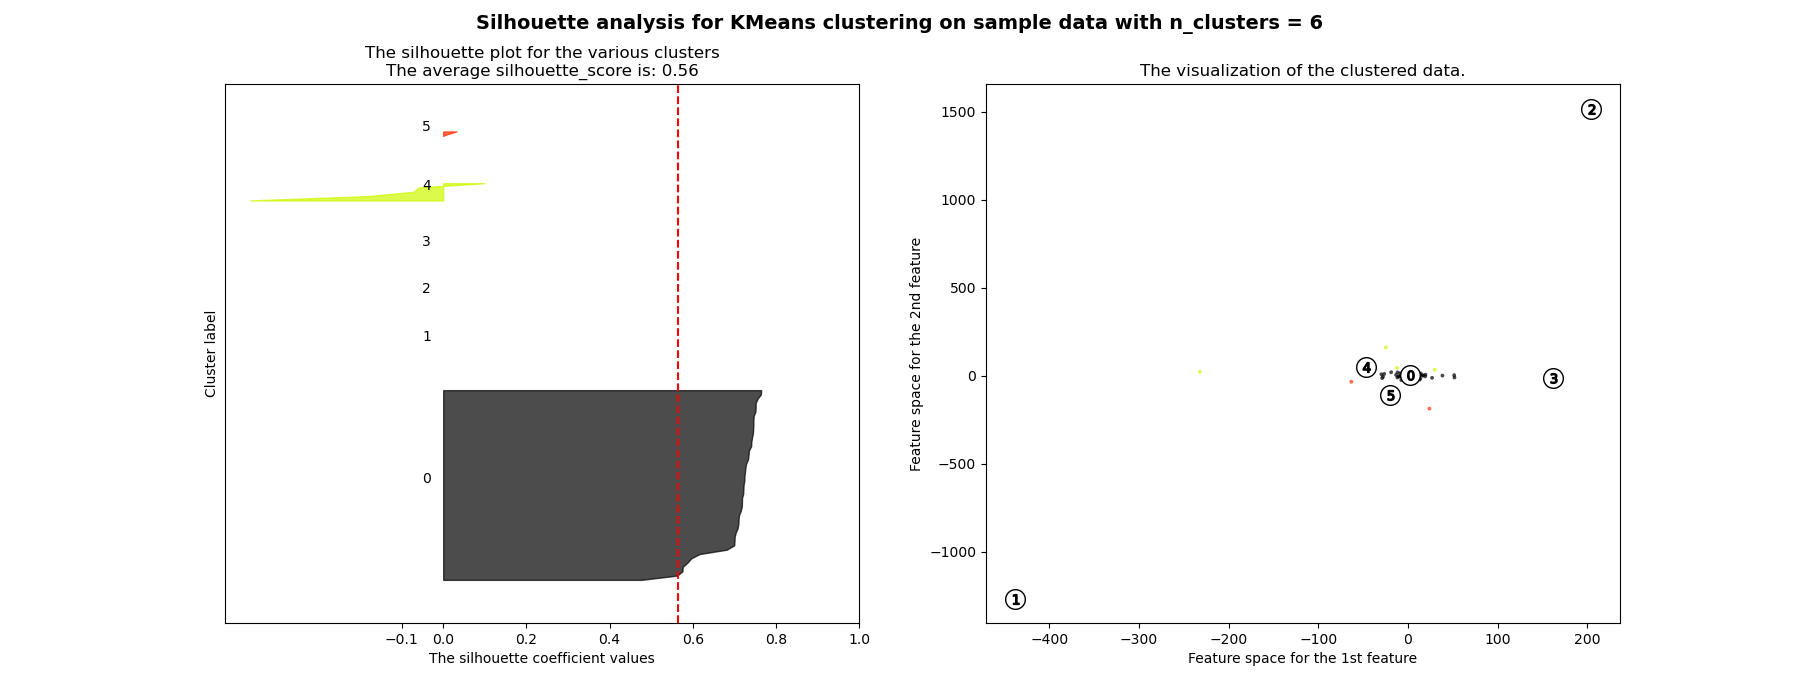 Silhouette analysis for KMeans clustering on sample data with n_clusters = 6
The silhouette plot for the various clusters
The average silhouette_score is: 0.56
5
4
3
2
1
0
Cluster label
−0.1 0.0 0.2 0.4 0.6 0.8 1.0
The silhouette coefficient values
The visualization of the clustered data.
1500
1000
500
0
−500
−1000
Feature space for the 2nd feature
2
4
0
3
5
1
−400 −300 −200 −100 0 100 200
Feature space for the 1st feature